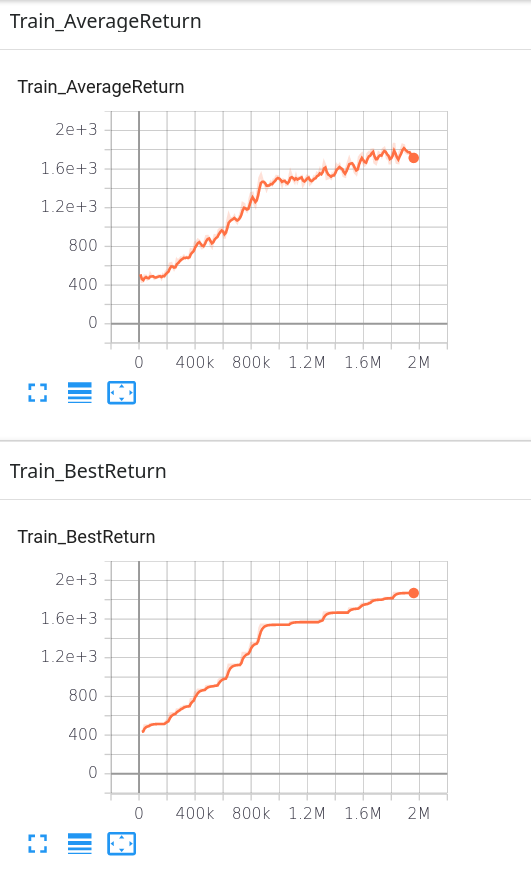 Train_AverageReturn
Train_AverageReturn
2e+3
1.6e+3
1.2e+3
800
400
0
0 400k 800k 1.2M 1.6M 2M
Train_BestReturn
Train_BestReturn
2e+3
1.6e+3
1.2e+3
800
400
0
0 400k 800k 1.2M 1.6M 2M